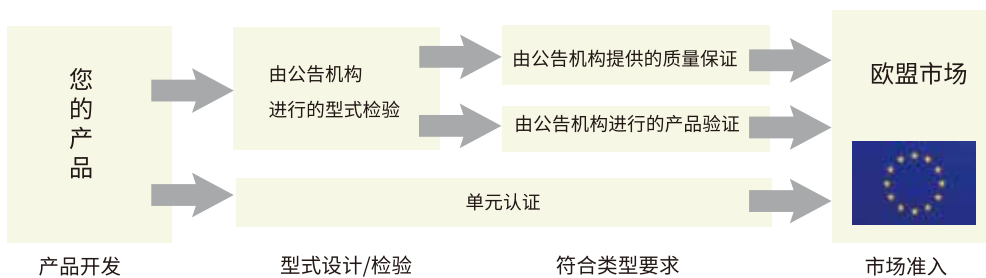 您
的
产
品
由公告机构
进行的型式检验
由公告机构提供的质量保证
由公告机构进行的产品验证
单元认证
欧盟市场
产品开发
型式设计/检验
符合类型要求
市场准入